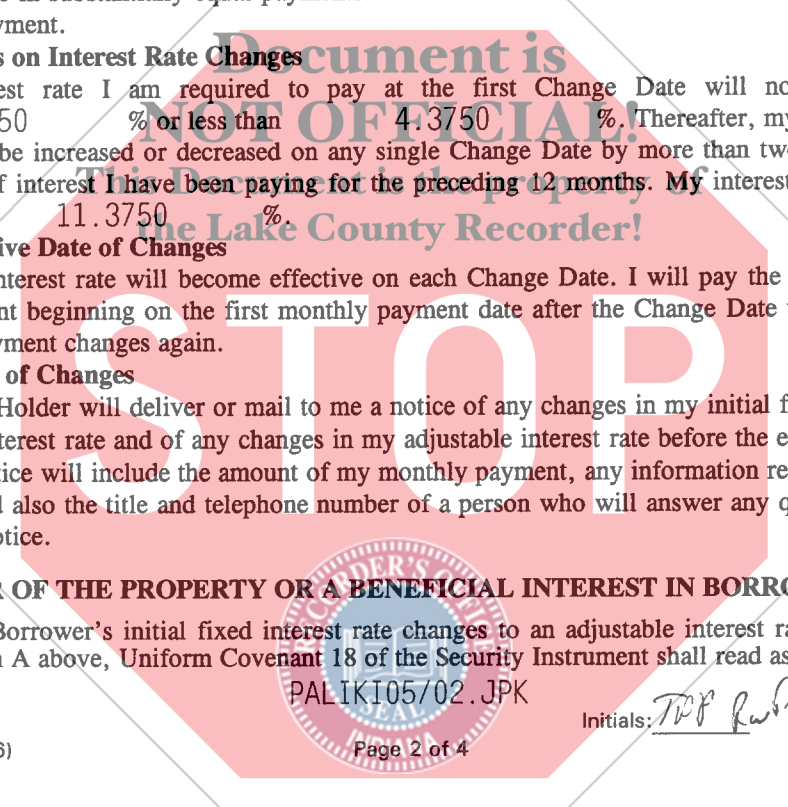 in substantially equal payments
yment.
s on Interest Rate Changes
est rate I am required to pay at the first Change Date will no
50 % or less than 4.3750 %. Thereafter, my
be increased or decreased on any single Change Date by more than tw
f interest I have been paying for the preceding 12 months. My interest
11.3750 %.
ive Date of Changes
nterest rate will become effective on each Change Date. I will pay the
nt beginning on the first monthly payment date after the Change Date
yment changes again.
of Changes
Holder will deliver or mail to me a notice of any changes in my initial f
terest rate and of any changes in my adjustable interest rate before the e
tice will include the amount of my monthly payment, any information re
d also the title and telephone number of a person who will answer any q
otice.
R OF THE PROPERTY OR A BENEFICIAL INTEREST IN BORRO
Borrower's initial fixed interest rate changes to an adjustable interest ra
n A above, Uniform Covenant 18 of the Security Instrument shall read as
PALIKI05/02.JPK
Initials:
6)
Page 2 of 4
Document is
NOT OFFICIAL!
This Document is the property of
the Lake County Recorder!
STOP
RECORDER'S OFFICE
SEAL
INDIANA